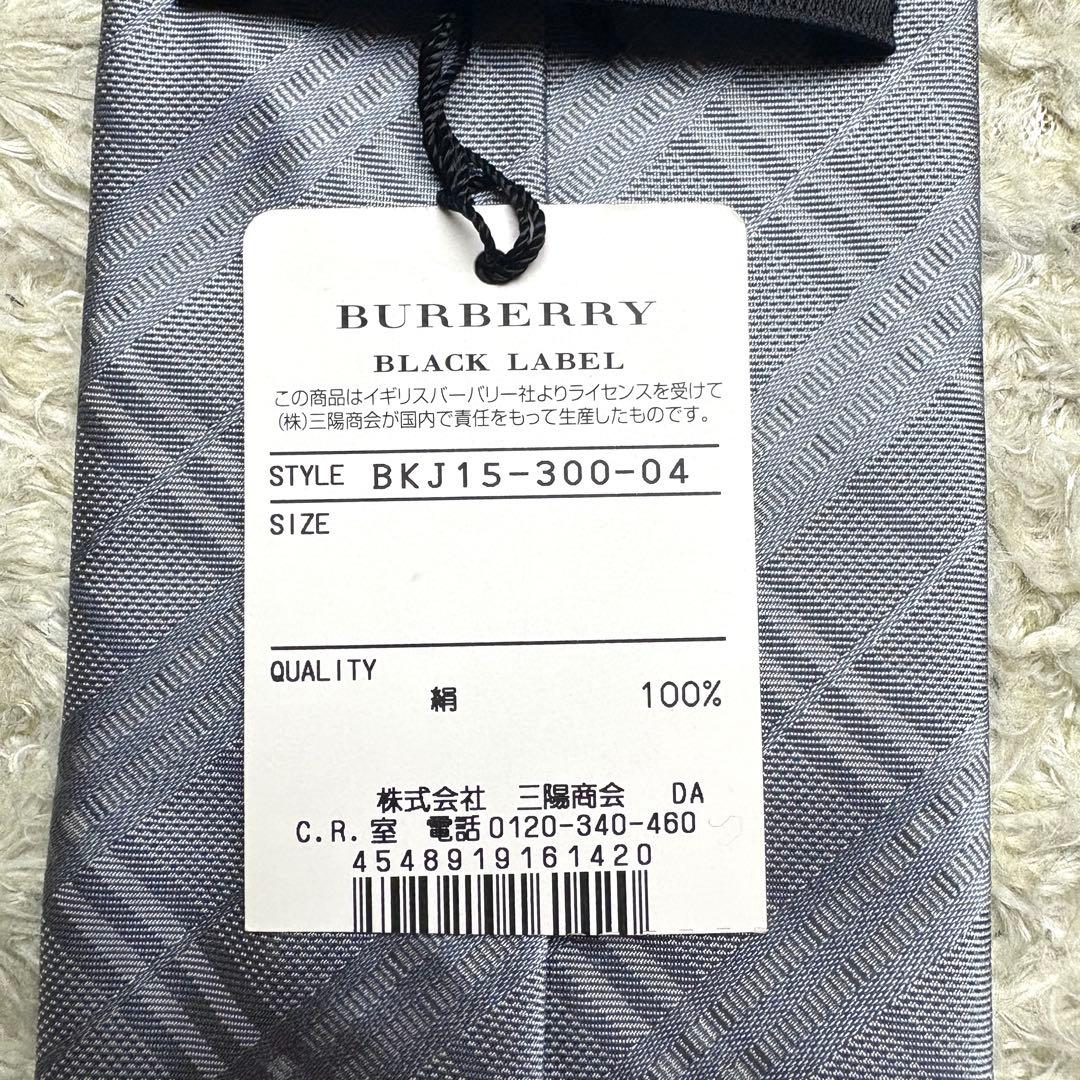 BURBERRY
BLACK LABEL
この商品はイギリスバーバリー社よりライセンスを受けて
(株)三陽商会が国内で責任をもって生産したものです。
STYLE BKJ15-300-04
SIZE
QUALITY
絹 100%
株式会社 三陽商会 DA
C.R.室 電話0120-340-460
4548919161420